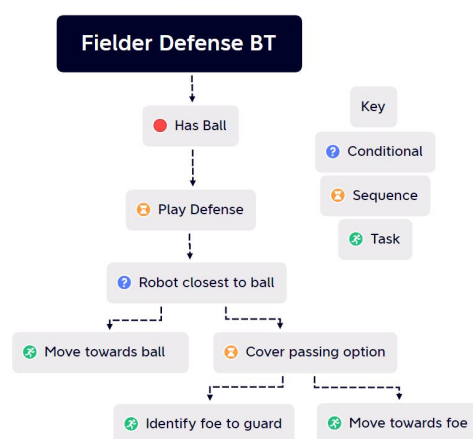 Fielder Defense BT
Has Ball
Key
Conditional
Sequence
Task
Play Defense
Robot closest to ball
Move towards ball
Cover passing option
Identify foe to guard
Move towards foe